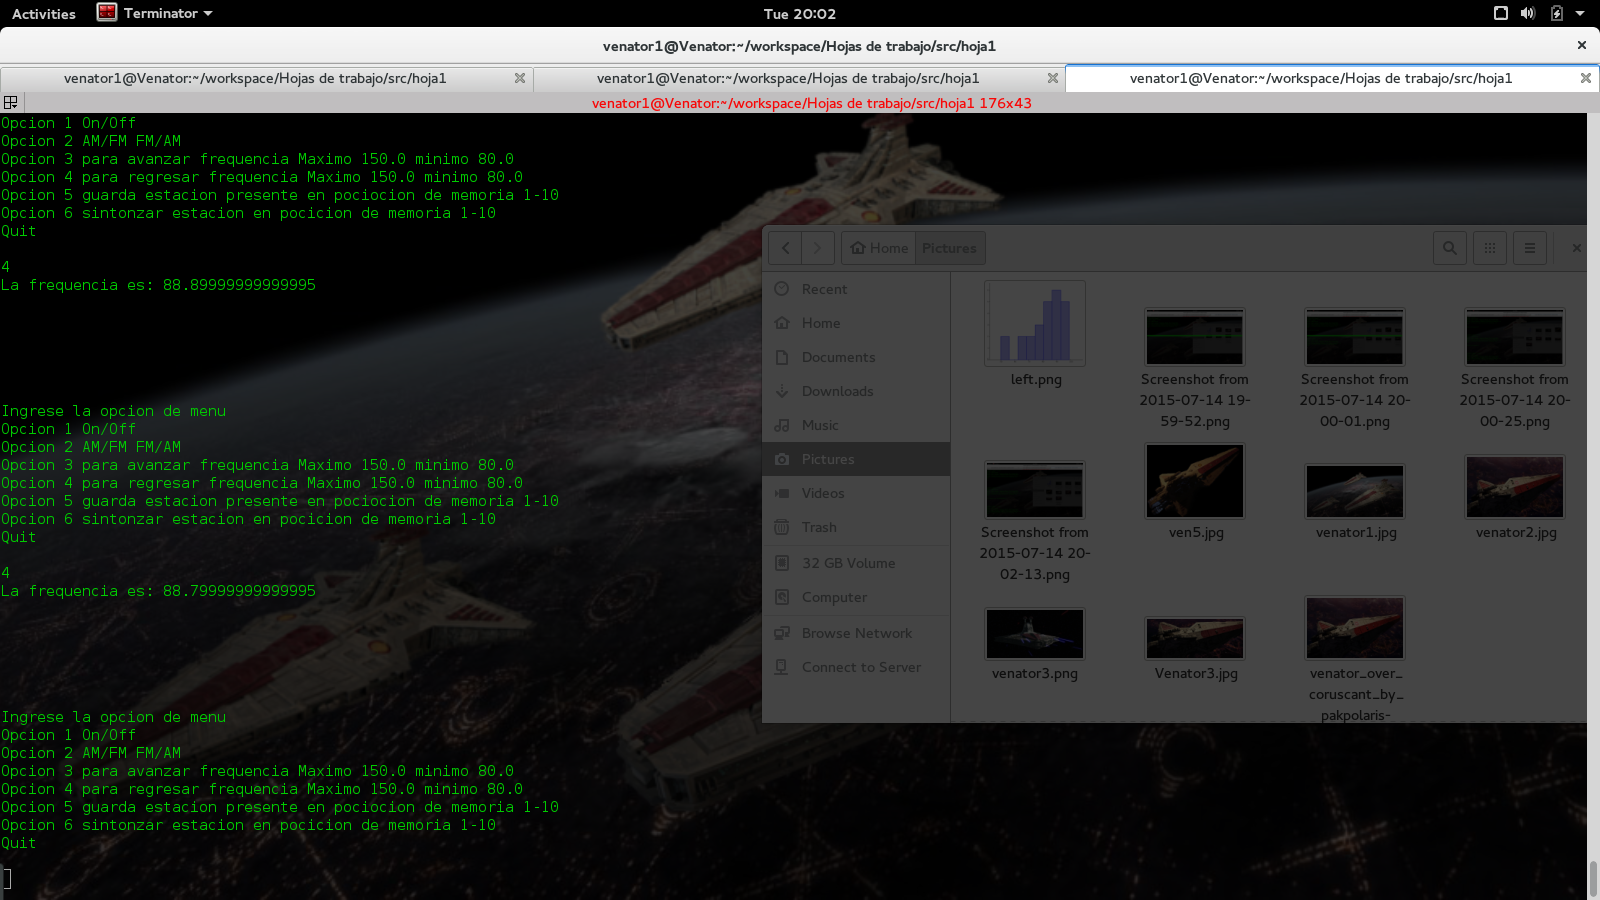 Activities Terminator Tue 20:02
venator1@Venator:~/workspace/Hojas de trabajo/src/hoja1
venator1@Venator:~/workspace/Hojas de trabajo/src/hoja1 venator1@Venator:~/workspace/Hojas de trabajo/src/hoja1 venator1@Venator:~/workspace/Hojas de trabajo/src/hoja1
venator1@Venator:~/workspace/Hojas de trabajo/src/hoja1 176x43
Opcion 1 On/Off
Opcion 2 AM/FM FM/AM
Opcion 3 para avanzar frequencia Maximo 150.0 minimo 80.0
Opcion 4 para regresar frequencia Maximo 150.0 minimo 80.0
Opcion 5 guarda estacion presente en pociocion de memoria 1-10
Opcion 6 sintonzar estacion en pocicion de memoria 1-10
Quit
4
La frequencia es: 88.89999999999995
Ingrese la opcion de menu
Opcion 1 On/Off
Opcion 2 AM/FM FM/AM
Opcion 3 para avanzar frequencia Maximo 150.0 minimo 80.0
Opcion 4 para regresar frequencia Maximo 150.0 minimo 80.0
Opcion 5 guarda estacion presente en pociocion de memoria 1-10
Opcion 6 sintonzar estacion en pocicion de memoria 1-10
Quit
4
La frequencia es: 88.79999999999995
Ingrese la opcion de menu
Opcion 1 On/Off
Opcion 2 AM/FM FM/AM
Opcion 3 para avanzar frequencia Maximo 150.0 minimo 80.0
Opcion 4 para regresar frequencia Maximo 150.0 minimo 80.0
Opcion 5 guarda estacion presente en pociocion de memoria 1-10
Opcion 6 sintonzar estacion en pocicion de memoria 1-10
Quit
Home Pictures
Recent
Home
Documents
Downloads
Music
Pictures
Videos
Trash
32 GB Volume
Computer
Browse Network
Connect to Server
left.png
Screenshot from
2015-07-14 19-
59-52.png
Screenshot from
2015-07-14 20-
00-01.png
Screenshot from
2015-07-14 20-
00-25.png
Screenshot from
2015-07-14 20-
02-13.png
ven5.jpg
venator1.jpg
venator2.jpg
venator3.png
Venator3.jpg
venator_over_
coruscant_by_
pakpolaris-